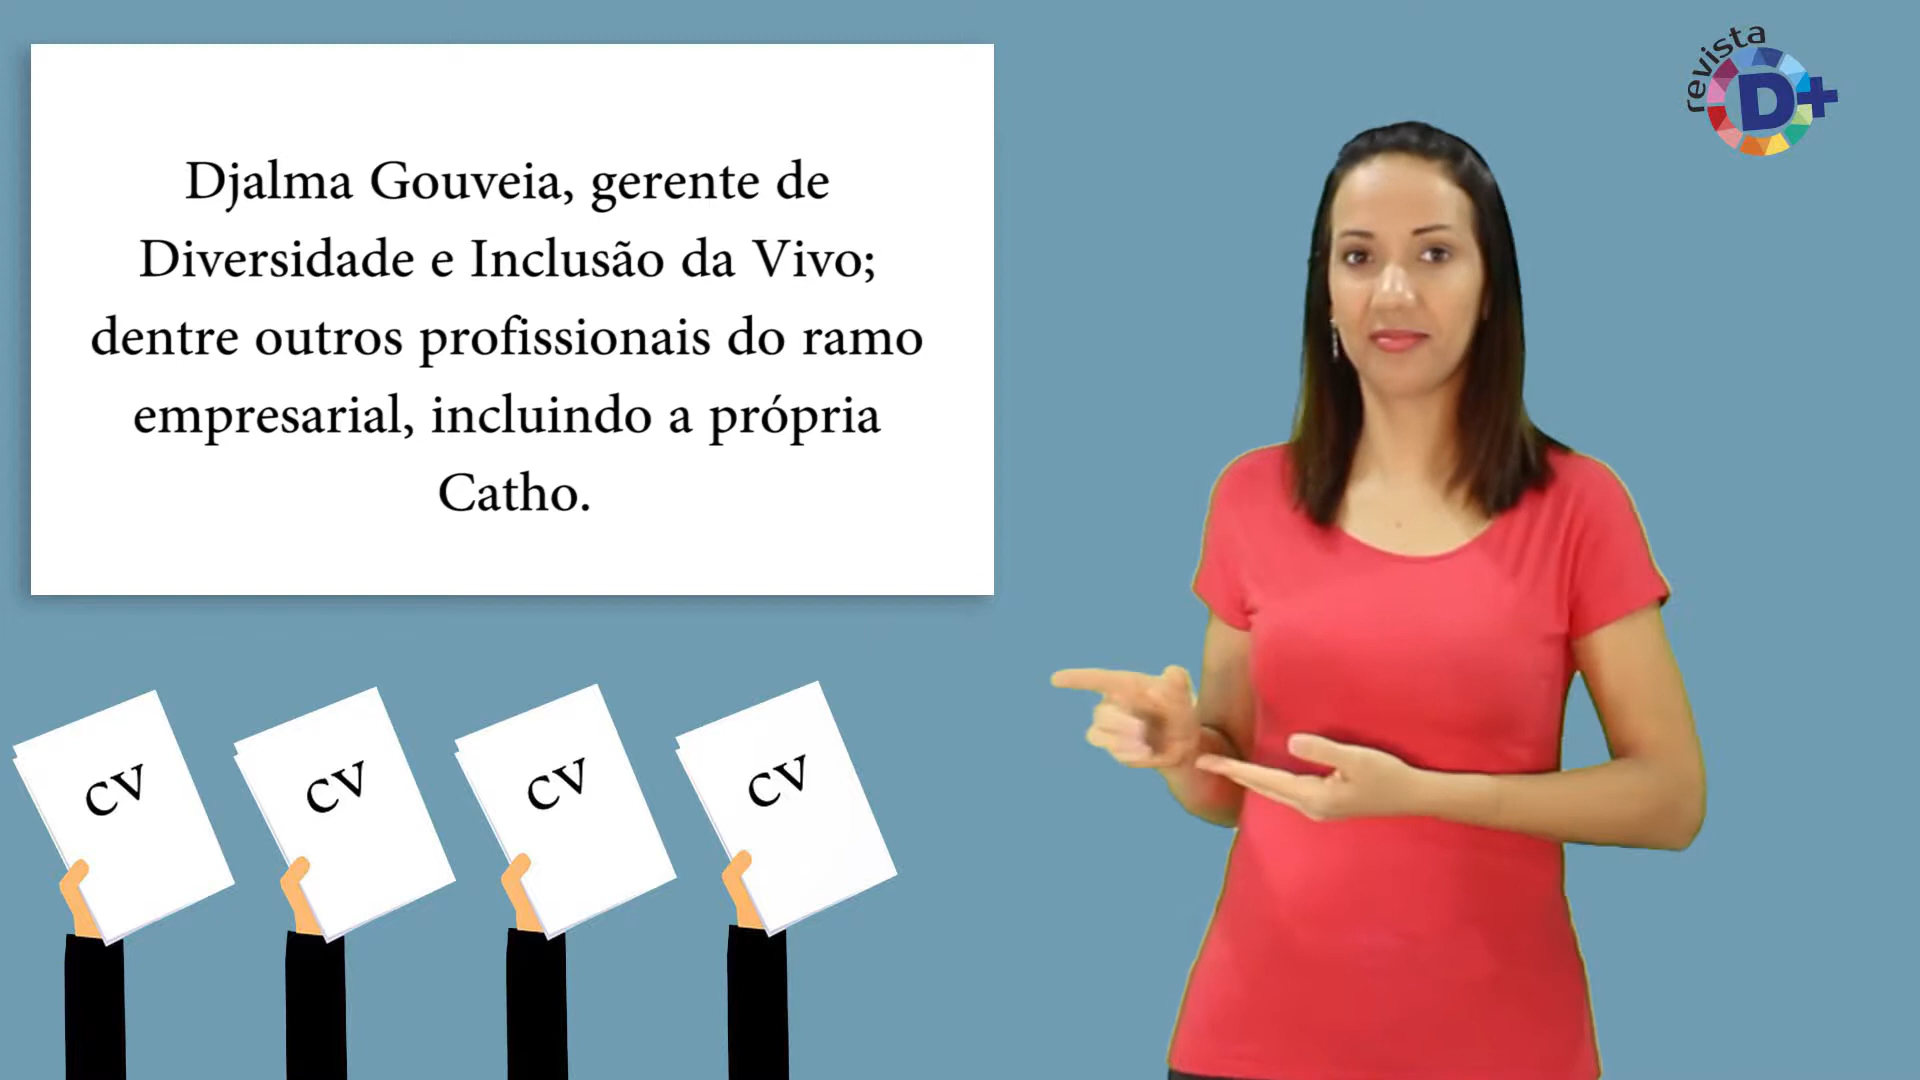 revista
D+
Djalma Gouveia, gerente de
Diversidade e Inclusão da Vivo;
dentre outros profissionais do ramo
empresarial, incluindo a própria
Catho.
CV
CV
CV
CV